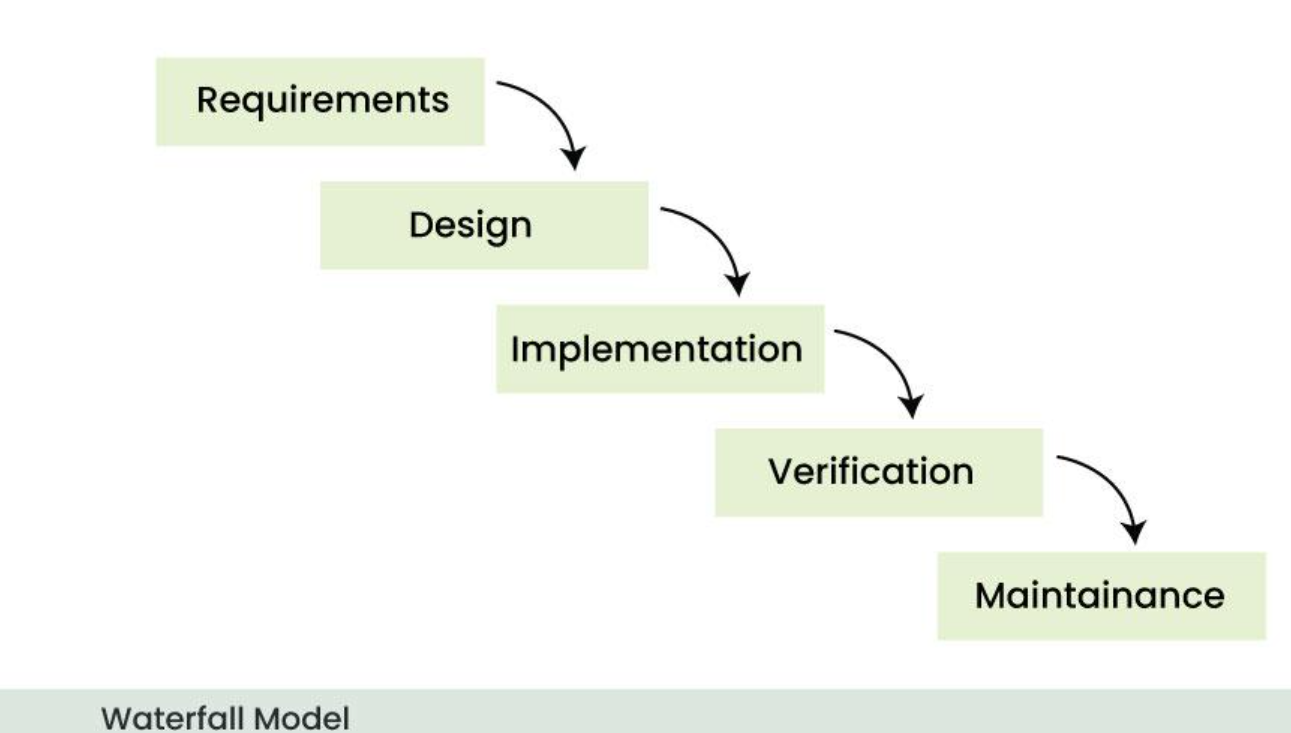 Requirements
Design
Implementation
Verification
Maintainance
Waterfall Model